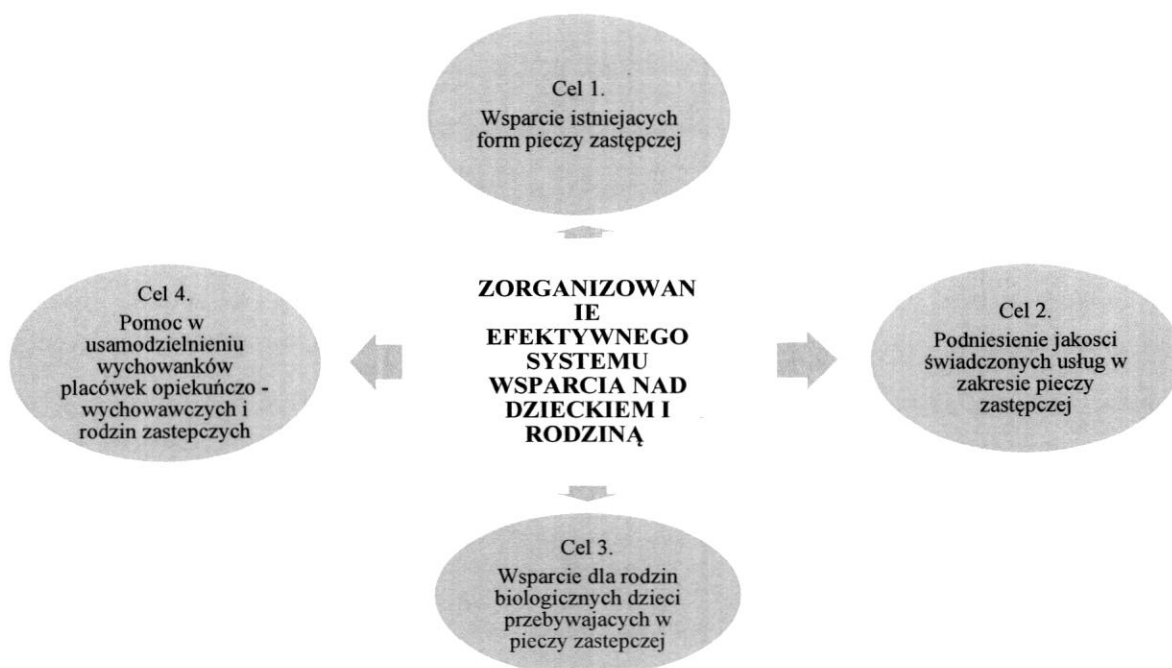 Cel 1.
Wsparcie istniejacych
form pieczy zastępczej
Cel 4.
Pomoc w
usamodzielnieniu
wychowanków
placówek opiekuńczo -
wychowawczych i
rodzin zastepczych
ZORGANIZOWAN
IE
EFEKTYWNEGO
SYSTEMU
WSPARCIA NAD
DZIECKIEM I
RODZINĄ
Cel 2.
Podniesienie jakosci
świadczonych usług w
zakresie pieczy
zastępczej
Cel 3.
Wsparcie dla rodzin
biologicznych dzieci
przebywajacych w
pieczy zastepczej